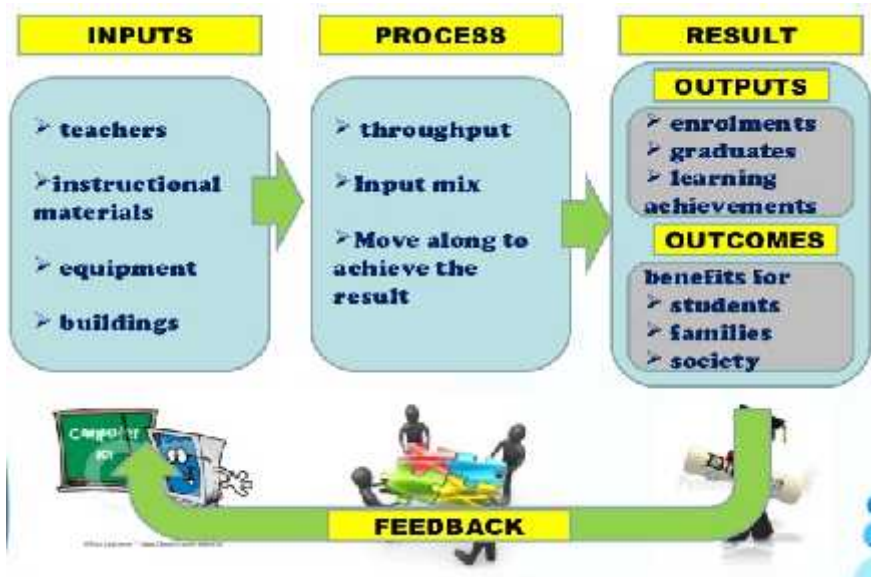 INPUTS
➢ teachers
➢instructional
materials
➢ equipment
➢ buildings
PROCESS
➢ throughput
➢Input mix
➢Move along to
achieve the
result
RESULT
OUTPUTS
➢ enrolments
➢ graduates
➢ learning
achievements
OUTCOMES
benefits for
➢ students
➢ families
➢ society
FEEDBACK